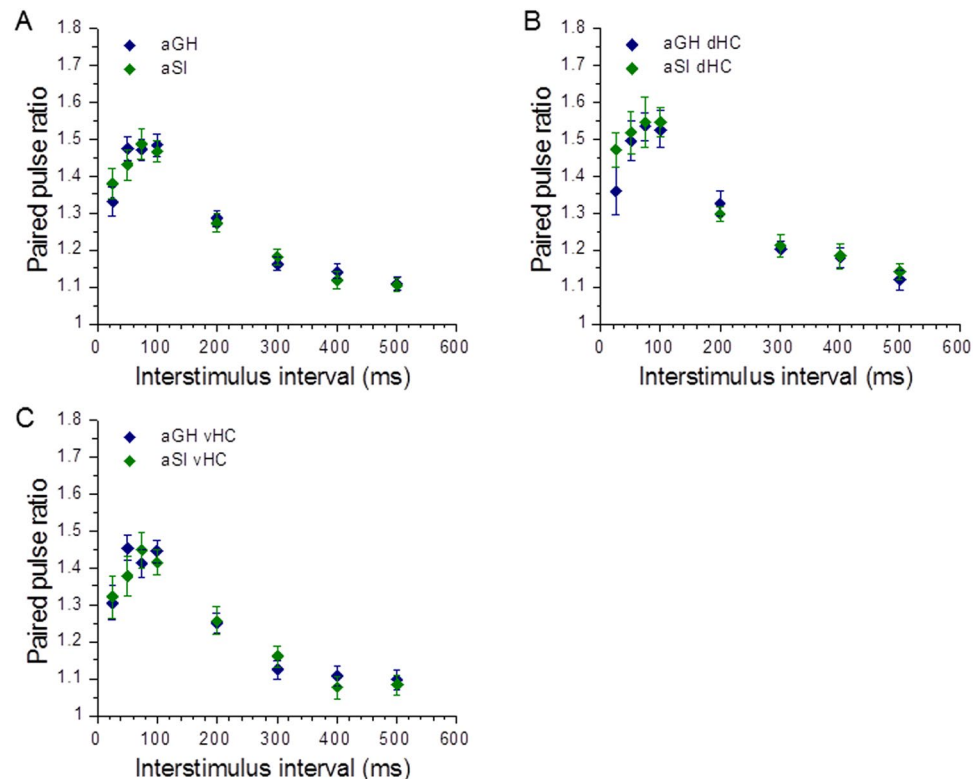 A
1.8
1.7
1.6
1.5
1.4
1.3
1.2
1.1
1
Paired pulse ratio
aGH
aSI
0 100 200 300 400 500 600
Interstimulus interval (ms)
B
1.8
1.7
1.6
1.5
1.4
1.3
1.2
1.1
1
Paired pulse ratio
aGH dHC
aSI dHC
0 100 200 300 400 500 600
Interstimulus interval (ms)
C
1.8
1.7
1.6
1.5
1.4
1.3
1.2
1.1
1
Paired pulse ratio
aGH vHC
aSI vHC
0 100 200 300 400 500 600
Interstimulus interval (ms)